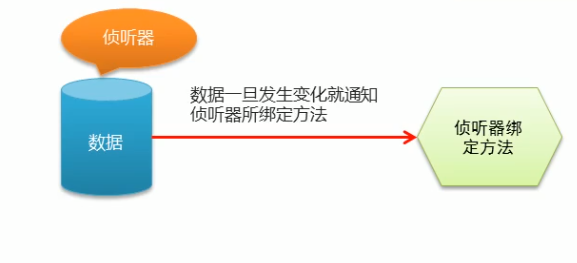 侦听器
数据一旦发生变化就通知
侦听器所绑定方法
数据
侦听器绑
定方法